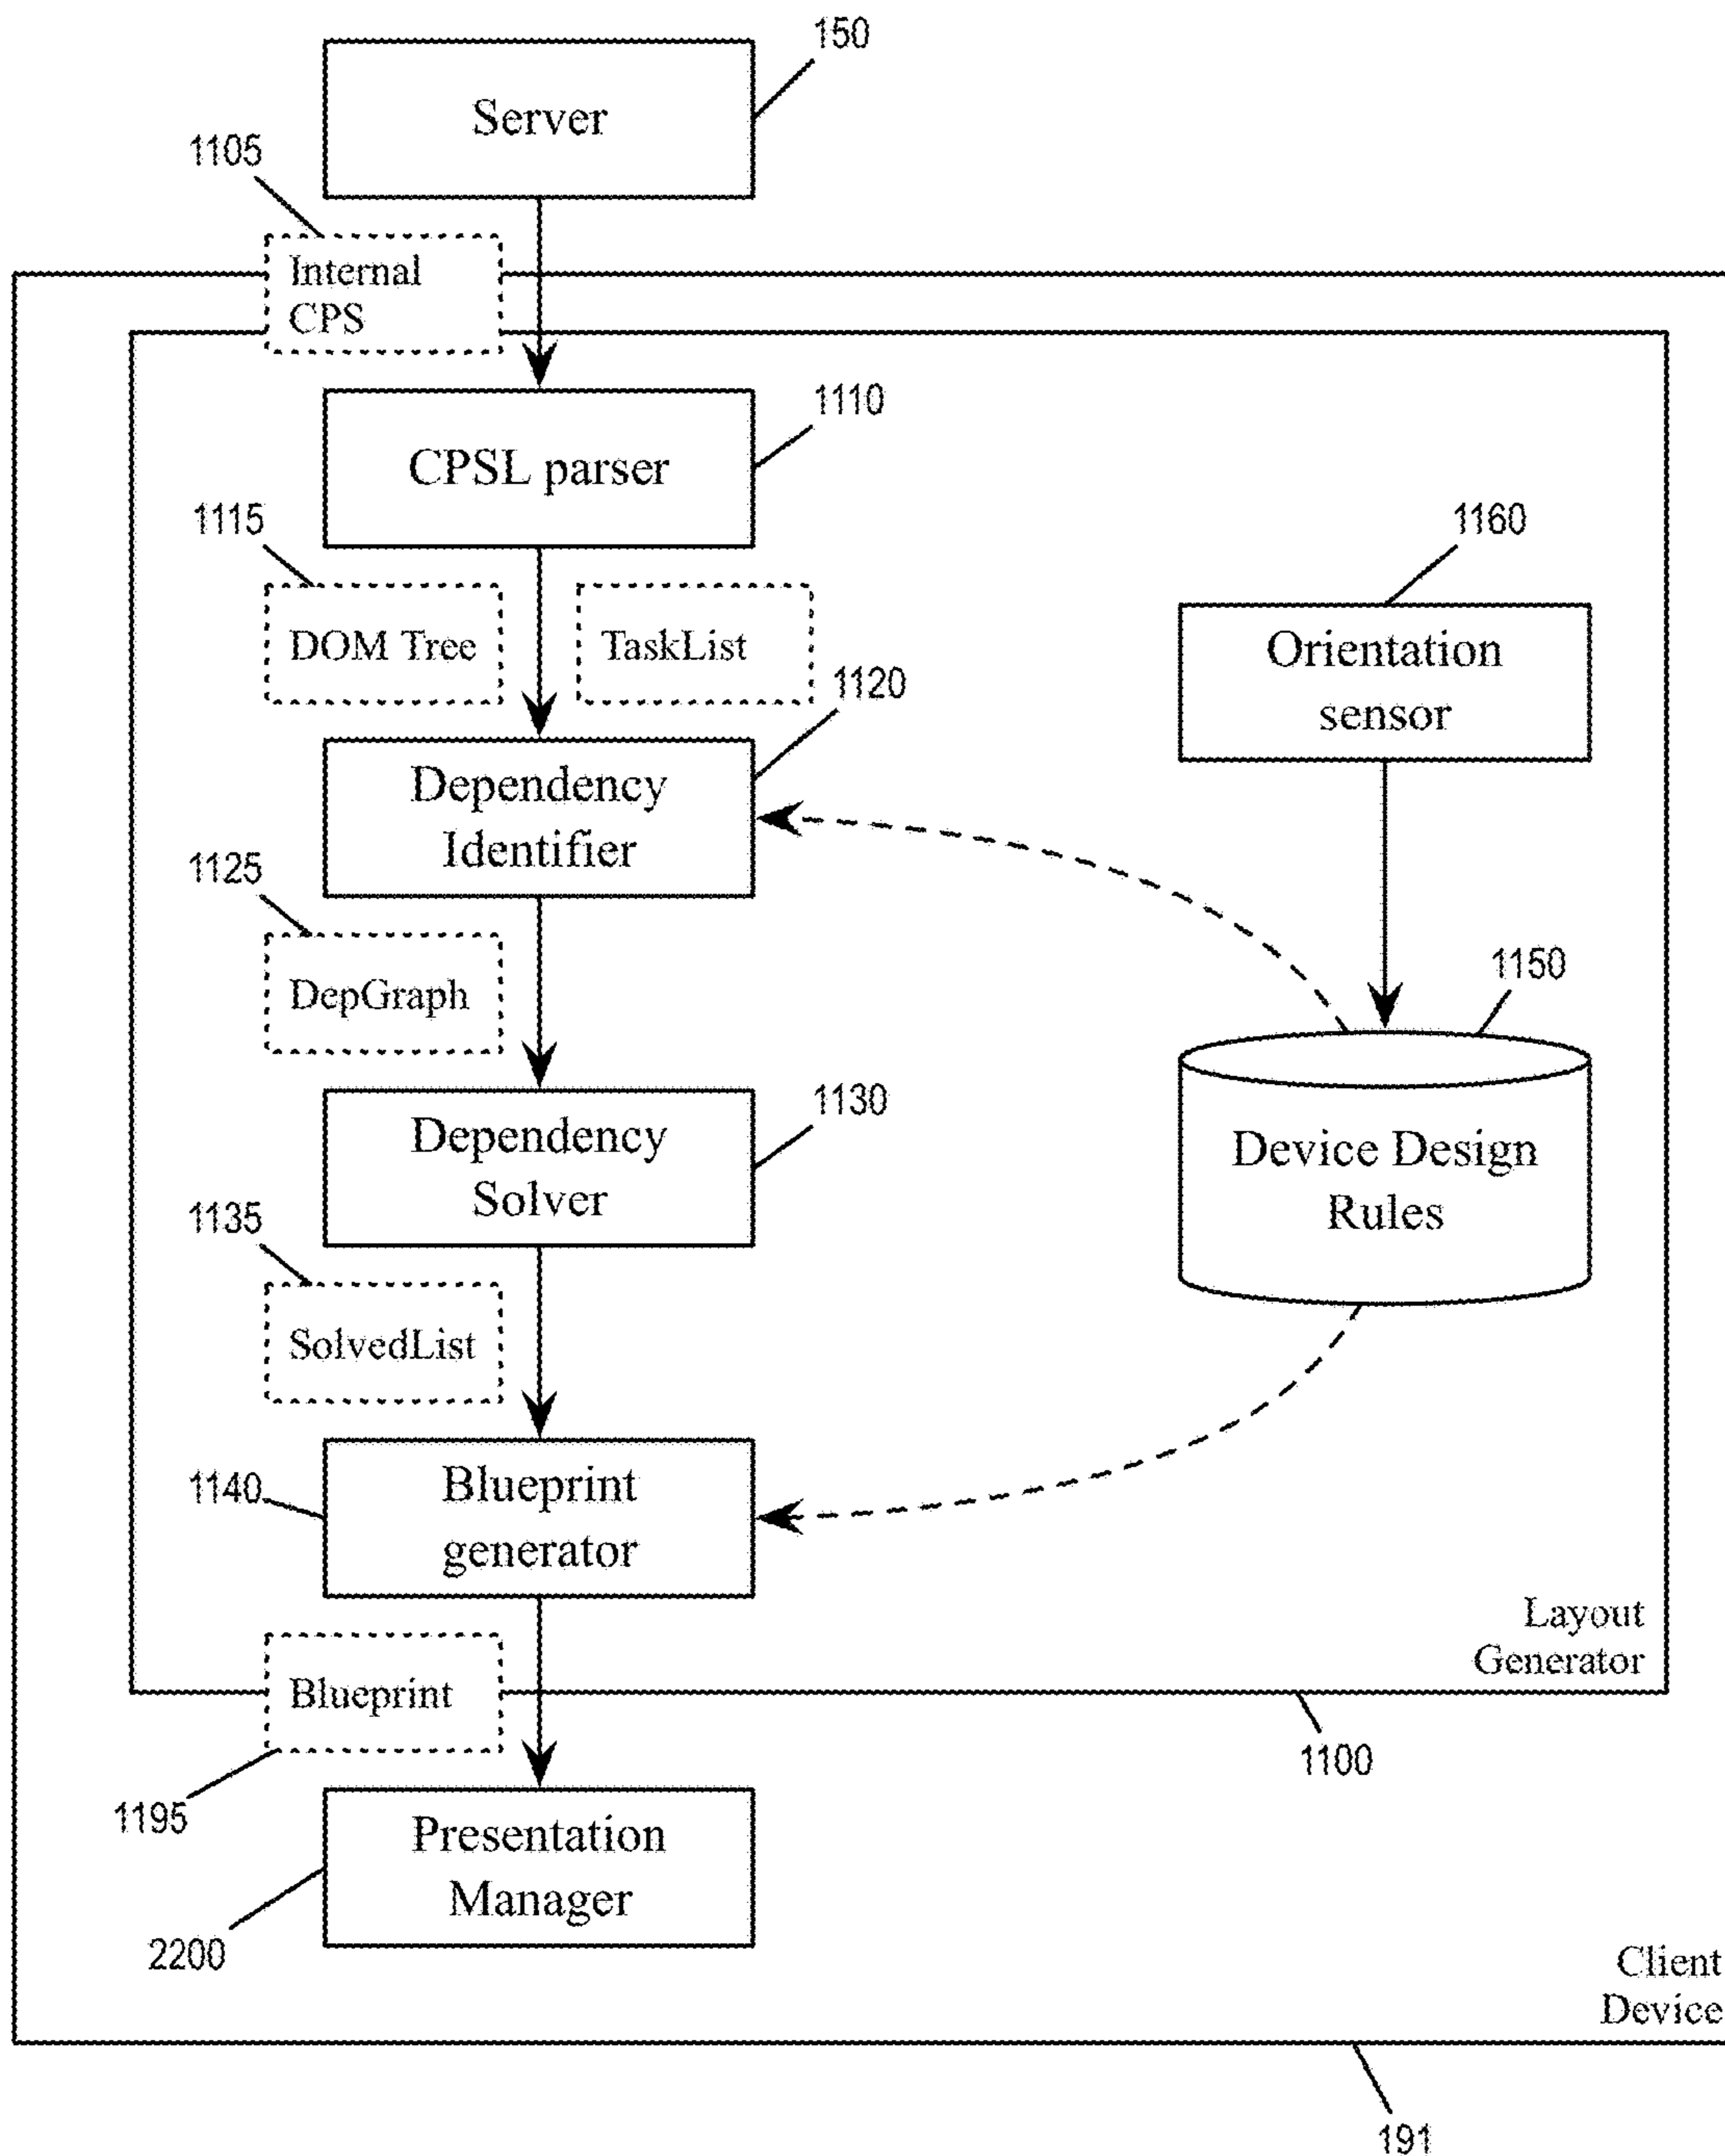 150
Server
1105
Internal
CPS
1110
CPSL parser
1115
1160
DOM Tree
TaskList
Orientation
sensor
1120
Dependency
Identifier
1125
1150
DepGraph
1130
Dependency
Solver
Device Design
Rules
1135
SolvedList
1140
Blueprint
generator
Layout
Generator
Blueprint
1100
1195
Presentation
Manager
2200
Client
Device
191